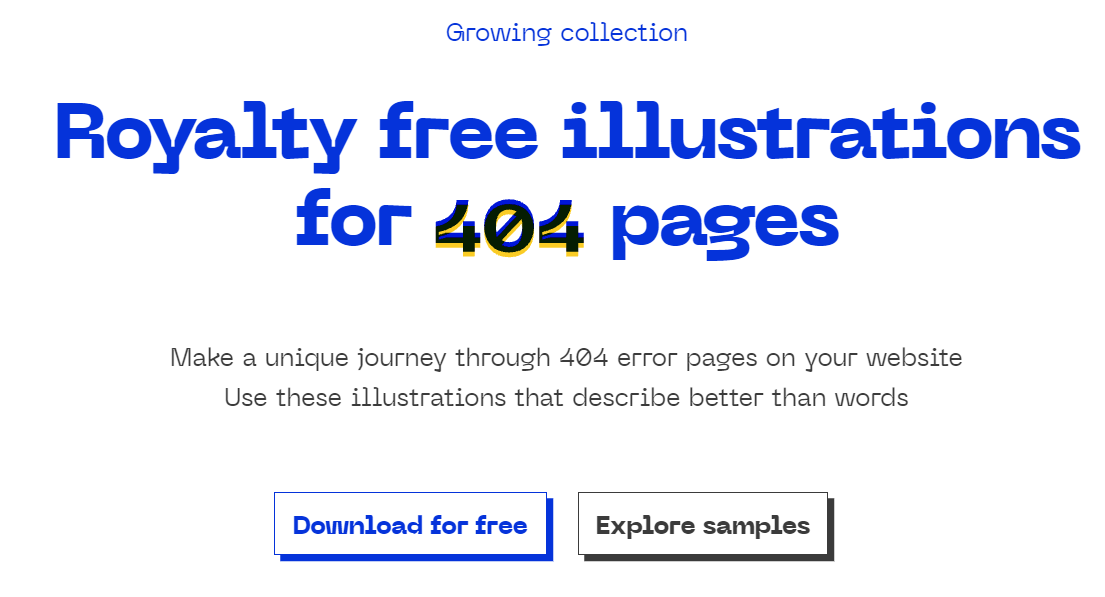 Growing collection
Royalty free illustrations
for 404 pages
Make a unique journey through 404 error pages on your website
Use these illustrations that describe better than words
Download for free
Explore samples